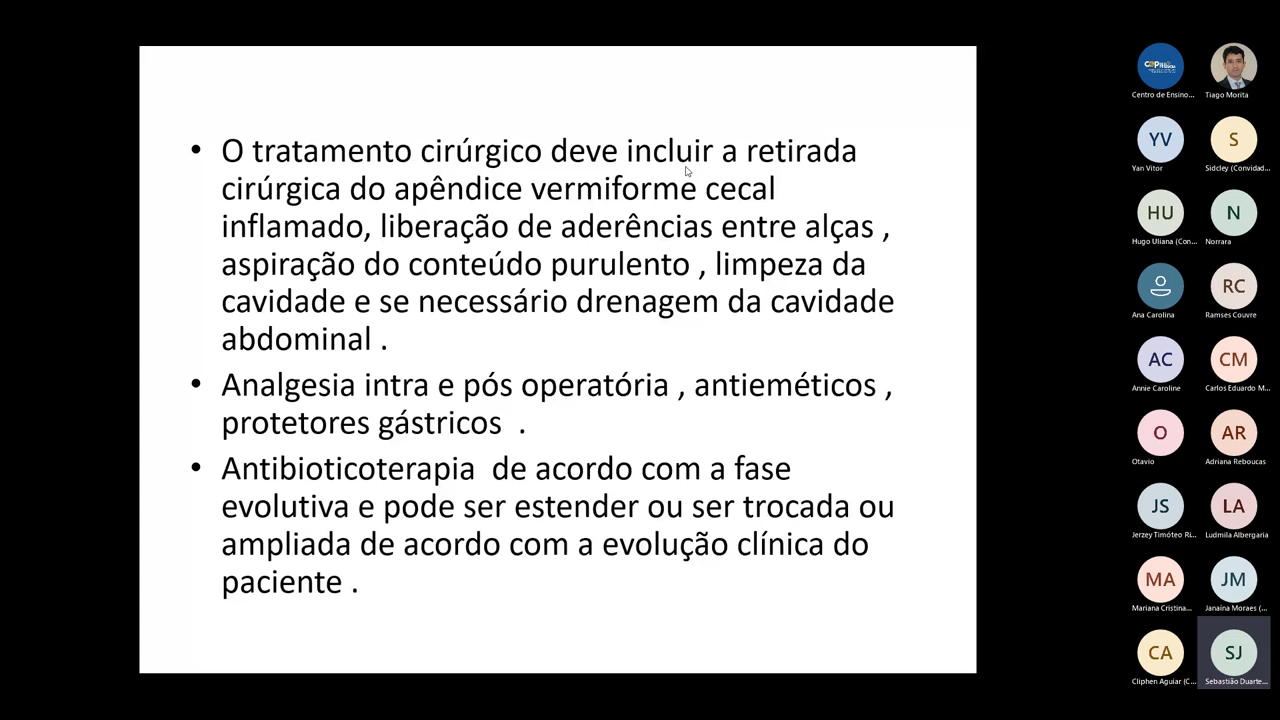 • O tratamento cirúrgico deve incluir a retirada
cirúrgica do apêndice vermiforme cecal
inflamado, liberação de aderências entre alças ,
aspiração do conteúdo purulento , limpeza da
cavidade e se necessário drenagem da cavidade
abdominal .
• Analgesia intra e pós operatória , antieméticos ,
protetores gástricos .
• Antibioticoterapia de acordo com a fase
evolutiva e pode ser estender ou ser trocada ou
ampliada de acordo com a evolução clínica do
paciente .
Centro de Ensino...
Tiago Morita
YV
Yan Vitor
S
Sidcley (Convidad...
HU
Hugo Uliana (Con...
N
Norrara
Ana Carolina
RC
Ramses Couvre
AC
Annie Caroline
CM
Carlos Eduardo M...
O
Otavio
AR
Adriana Reboucas
JS
Jerzey Timóteo Ri...
LA
Ludmila Albergaria
MA
Mariana Cristina...
JM
Janaína Moraes (...
CA
Cliphen Aguiar (C...
SJ
Sebastião Duarte...